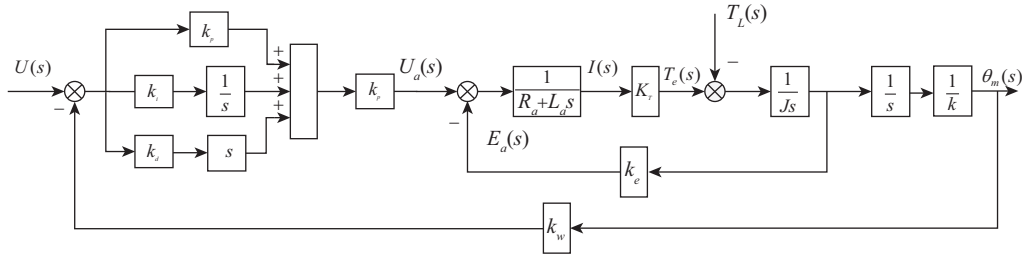 U(s)
−
k_p
k_i
1/s
k_d
s
+
+
+
k_p
U_a(s)
−
E_a(s)
1/(R_a+L_a s)
I(s)
K_T
T_e(s)
T_L(s)
−
1/(Js)
1/s
1/k
θ_m(s)
k_e
k_w